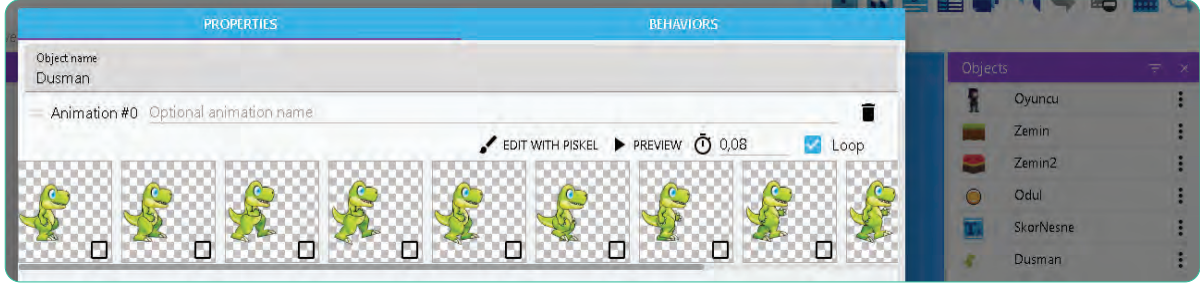 PROPERTIES
BEHAVIORS
Object name
Dusman
Animation #0 Optional animation name
EDIT WITH PISKEL PREVIEW 0,08 Loop
Objects
Oyuncu
Zemin
Zemin2
Odul
SkorNesne
Dusman